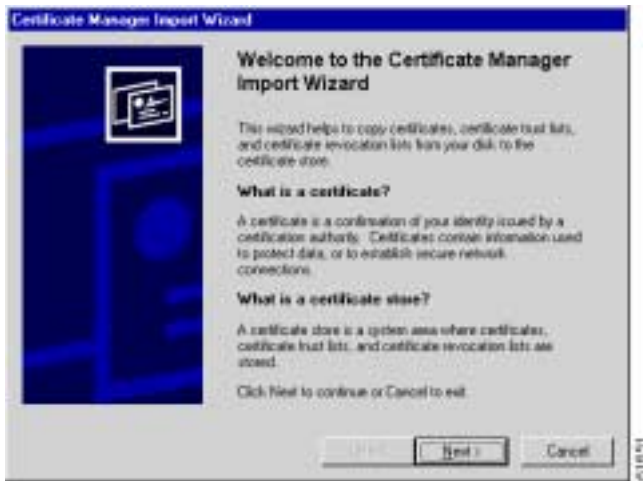 Certificate Manager Import Wizard
Welcome to the Certificate Manager
Import Wizard
This wizard helps to copy certificates, certificate trust lists,
and certificate revocation lists from your disk to the
certificate store.
What is a certificate?
A certificate is a confirmation of your identity issued by a
certification authority. Certificates contain information used
to protect data, or to establish secure network
connections.
What is a certificate store?
A certificate store is a system area where certificates,
certificate trust lists, and certificate revocation lists are
stored.
Click Next to continue or Cancel to exit.
Next >
Cancel